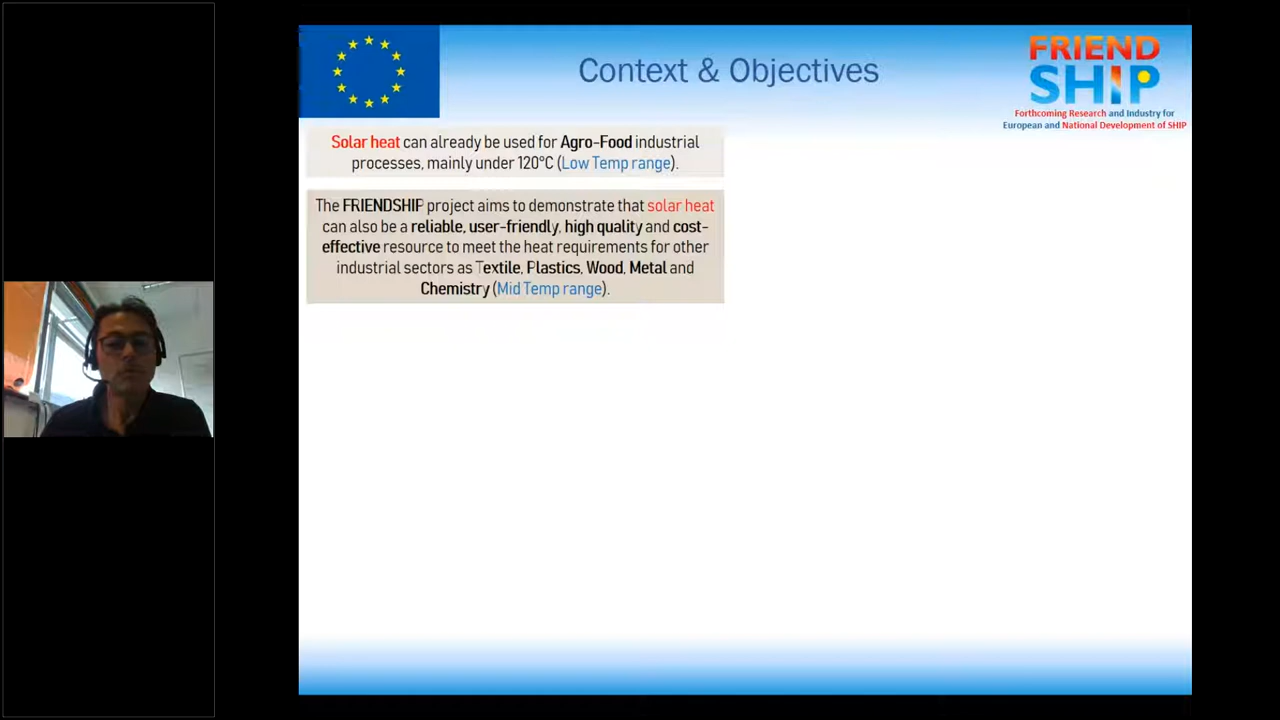 Context & Objectives
FRIEND
SHIP
Forthcoming Research and Industry for
European and National Development of SHIP
Solar heat can already be used for Agro-Food industrial
processes, mainly under 120°C (Low Temp range).
The FRIENDSHIP project aims to demonstrate that solar heat
can also be a reliable, user-friendly, high quality and cost-
effective resource to meet the heat requirements for other
industrial sectors as Textile, Plastics, Wood, Metal and
Chemistry (Mid Temp range).